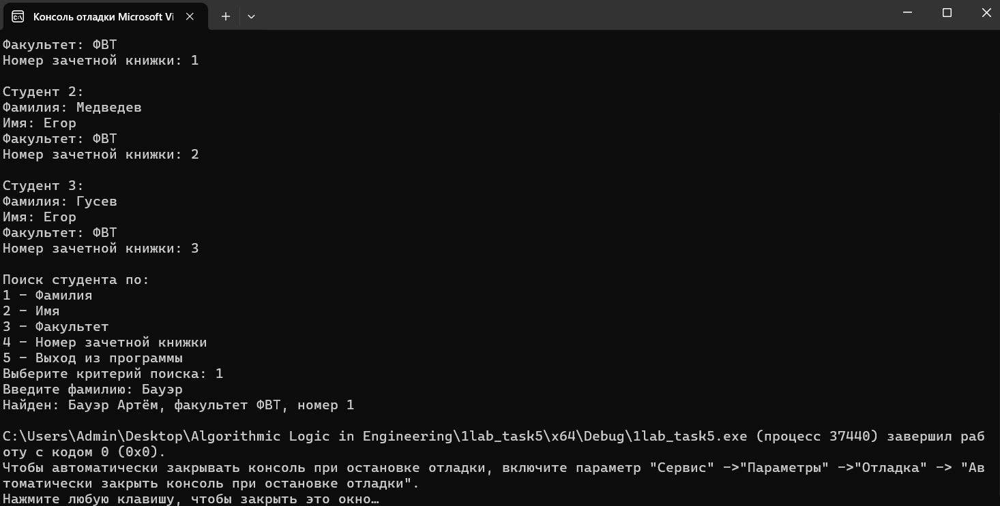 Консоль отладки Microsoft Vi
Факультет: ФВТ
Номер зачетной книжки: 1
Студент 2:
Фамилия: Медведев
Имя: Егор
Факультет: ФВТ
Номер зачетной книжки: 2
Студент 3:
Фамилия: Гусев
Имя: Егор
Факультет: ФВТ
Номер зачетной книжки: 3
Поиск студента по:
1 - Фамилия
2 - Имя
3 - Факультет
4 - Номер зачетной книжки
5 - Выход из программы
Выберите критерий поиска: 1
Введите фамилию: Бауэр
Найден: Бауэр Артём, факультет ФВТ, номер 1
C:\Users\Admin\Desktop\Algorithmic Logic in Engineering\1lab_task5\x64\Debug\1lab_task5.exe (процесс 37440) завершил раб
оту с кодом 0 (0x0).
Чтобы автоматически закрывать консоль при остановке отладки, включите параметр "Сервис" ->"Параметры" ->"Отладка" -> "Ав
томатически закрыть консоль при остановке отладки".
Нажмите любую клавишу, чтобы закрыть это окно…